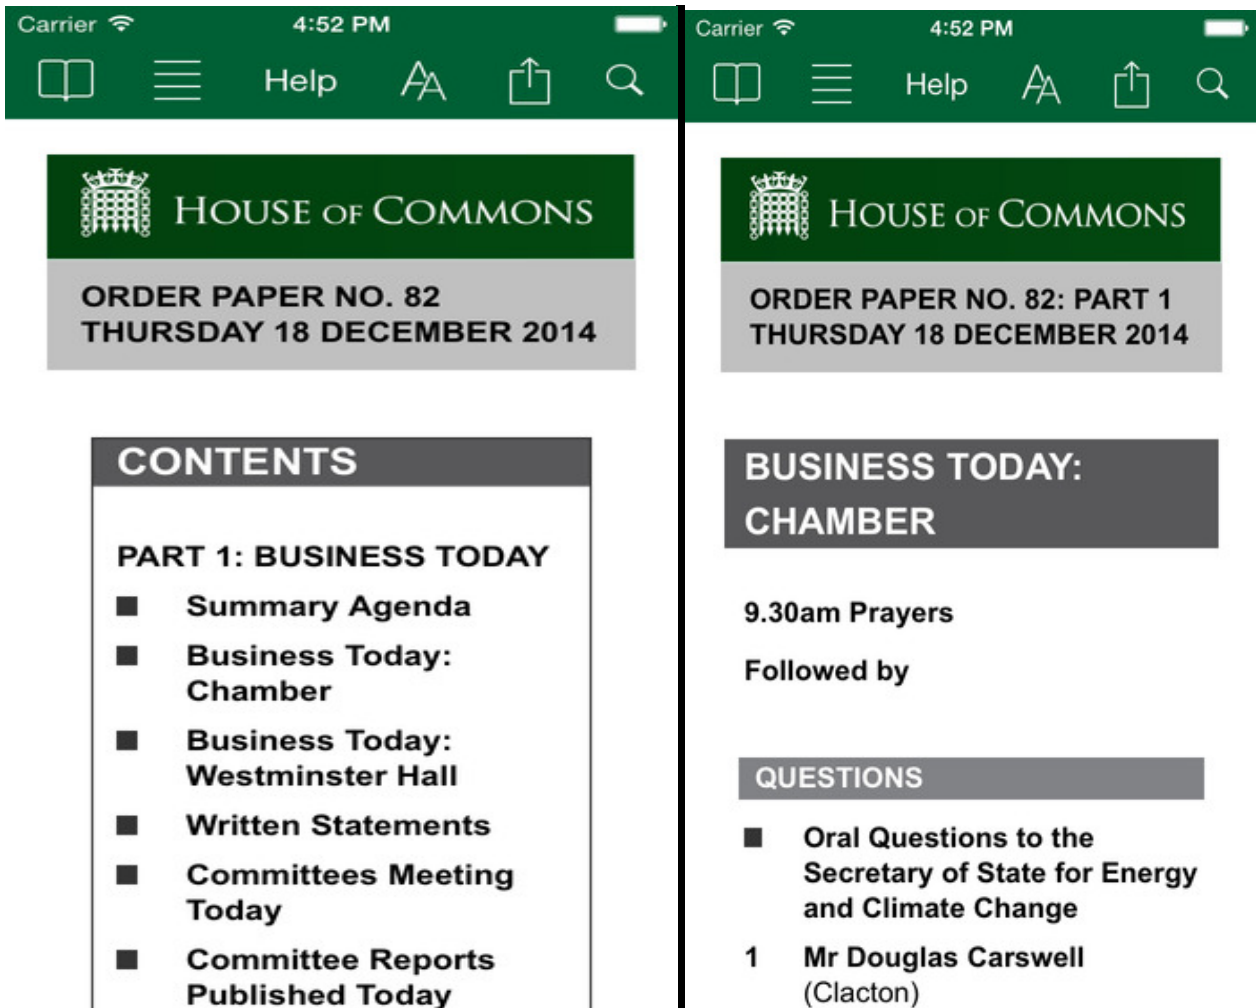 Carrier 4:52 PM
Help AA
HOUSE OF COMMONS
ORDER PAPER NO. 82
THURSDAY 18 DECEMBER 2014
CONTENTS
PART 1: BUSINESS TODAY
■ Summary Agenda
■ Business Today:
Chamber
■ Business Today:
Westminster Hall
■ Written Statements
■ Committees Meeting
Today
■ Committee Reports
Published Today
Carrier 4:52 PM
Help AA
HOUSE OF COMMONS
ORDER PAPER NO. 82: PART 1
THURSDAY 18 DECEMBER 2014
BUSINESS TODAY:
CHAMBER
9.30am Prayers
Followed by
QUESTIONS
■ Oral Questions to the
Secretary of State for Energy
and Climate Change
1 Mr Douglas Carswell
(Clacton)